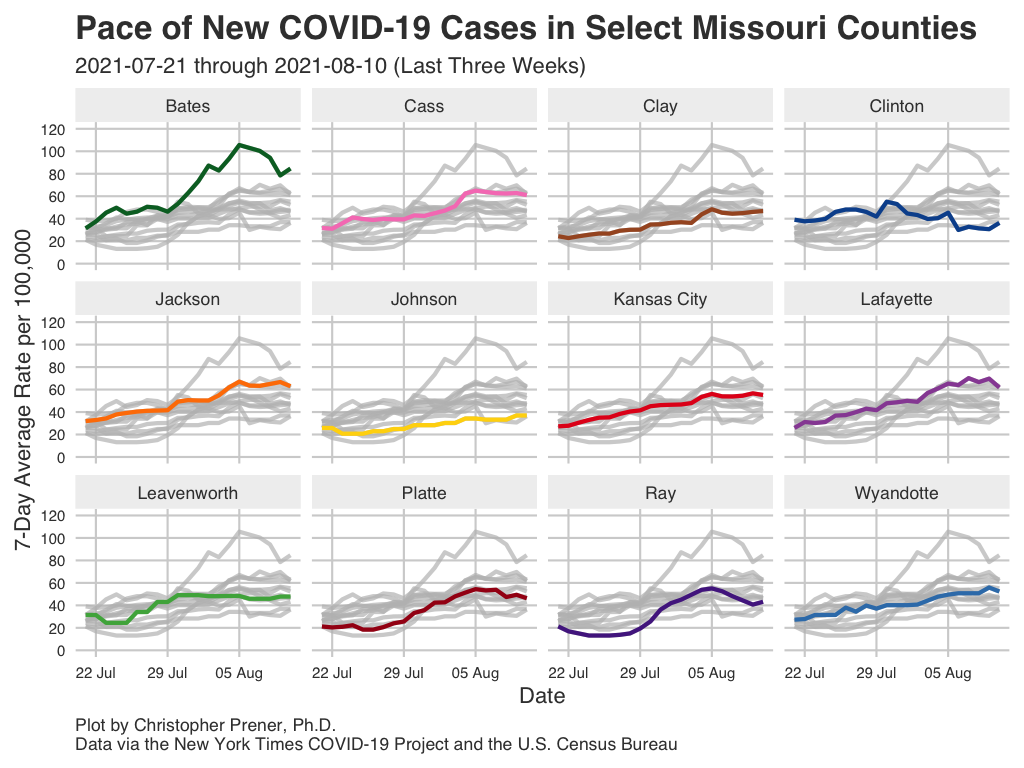 Pace of New COVID-19 Cases in Select Missouri Counties
2021-07-21 through 2021-08-10 (Last Three Weeks)
Bates
Cass
Clay
Clinton
120
100
80
60
40
20
0
Jackson
Johnson
Kansas City
Lafayette
120
100
80
60
40
20
0
Leavenworth
Platte
Ray
Wyandotte
120
100
80
60
40
20
0
7-Day Average Rate per 100,000
22 Jul
29 Jul
05 Aug
22 Jul
29 Jul
05 Aug
22 Jul
29 Jul
05 Aug
22 Jul
29 Jul
05 Aug
Date
Plot by Christopher Prener, Ph.D.
Data via the New York Times COVID-19 Project and the U.S. Census Bureau